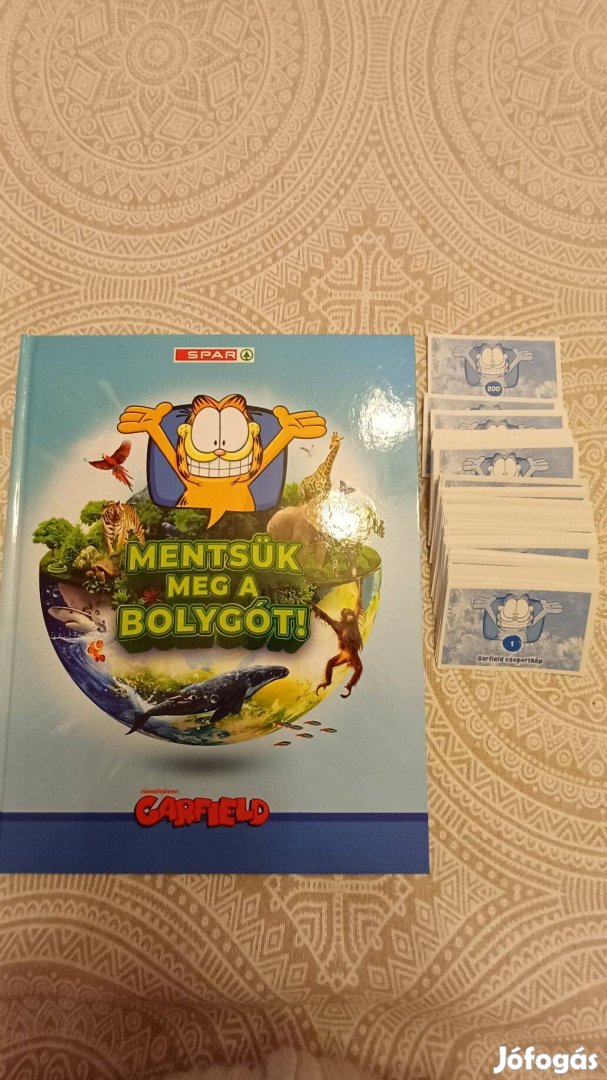 SPAR
MENTSÜK
MEG A
BOLYGÓT!
nickelodeon
GARFIELD
200
1
Garfield csoportkép
Jófogás